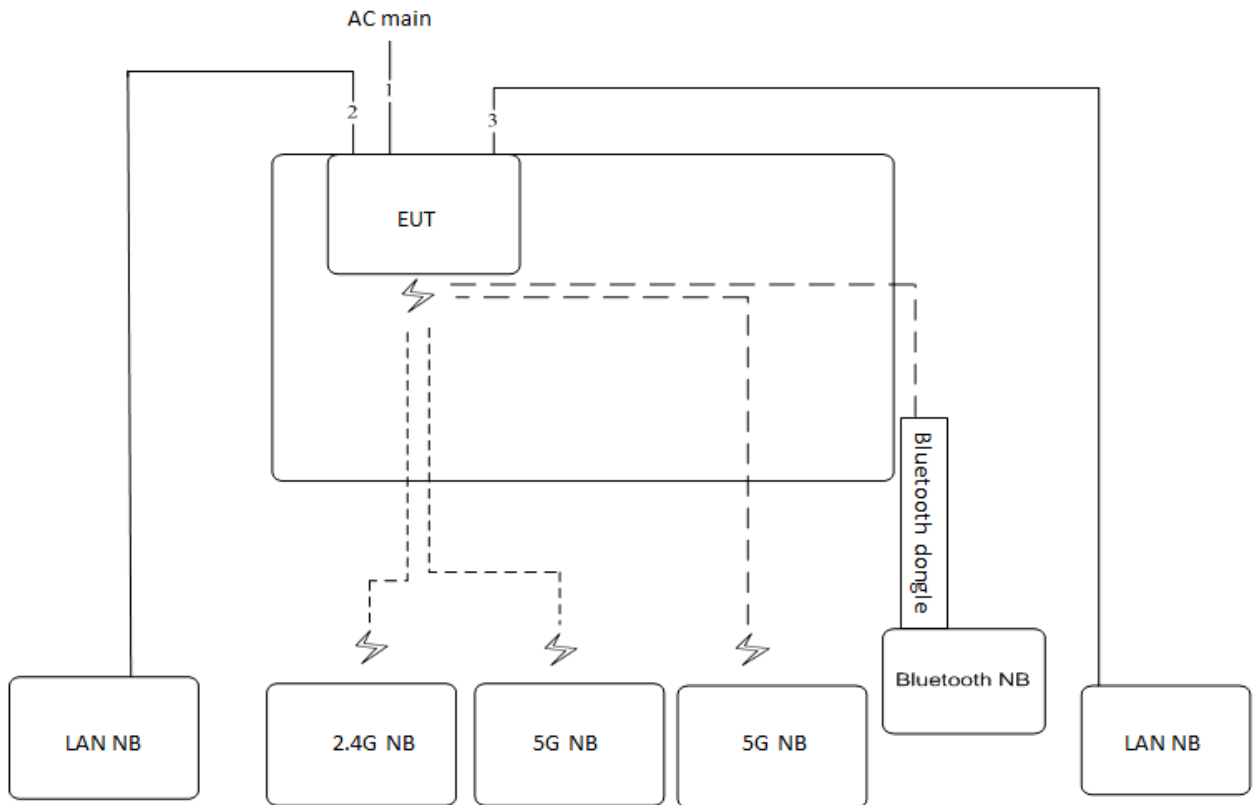 AC main
1
2
3
EUT
Bluetooth dongle
Bluetooth NB
LAN NB
2.4G NB
5G NB
5G NB
LAN NB